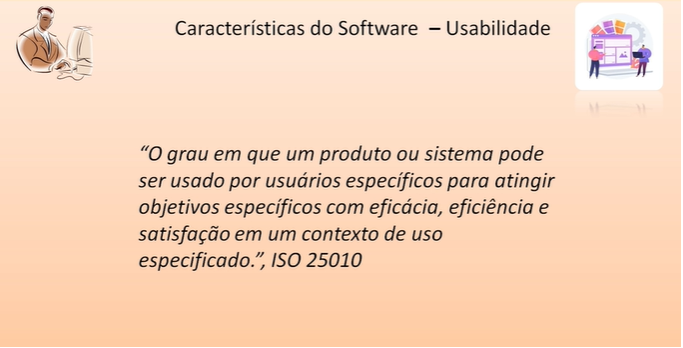 Características do Software – Usabilidade
“O grau em que um produto ou sistema pode
ser usado por usuários específicos para atingir
objetivos específicos com eficácia, eficiência e
satisfação em um contexto de uso
especificado.”, ISO 25010